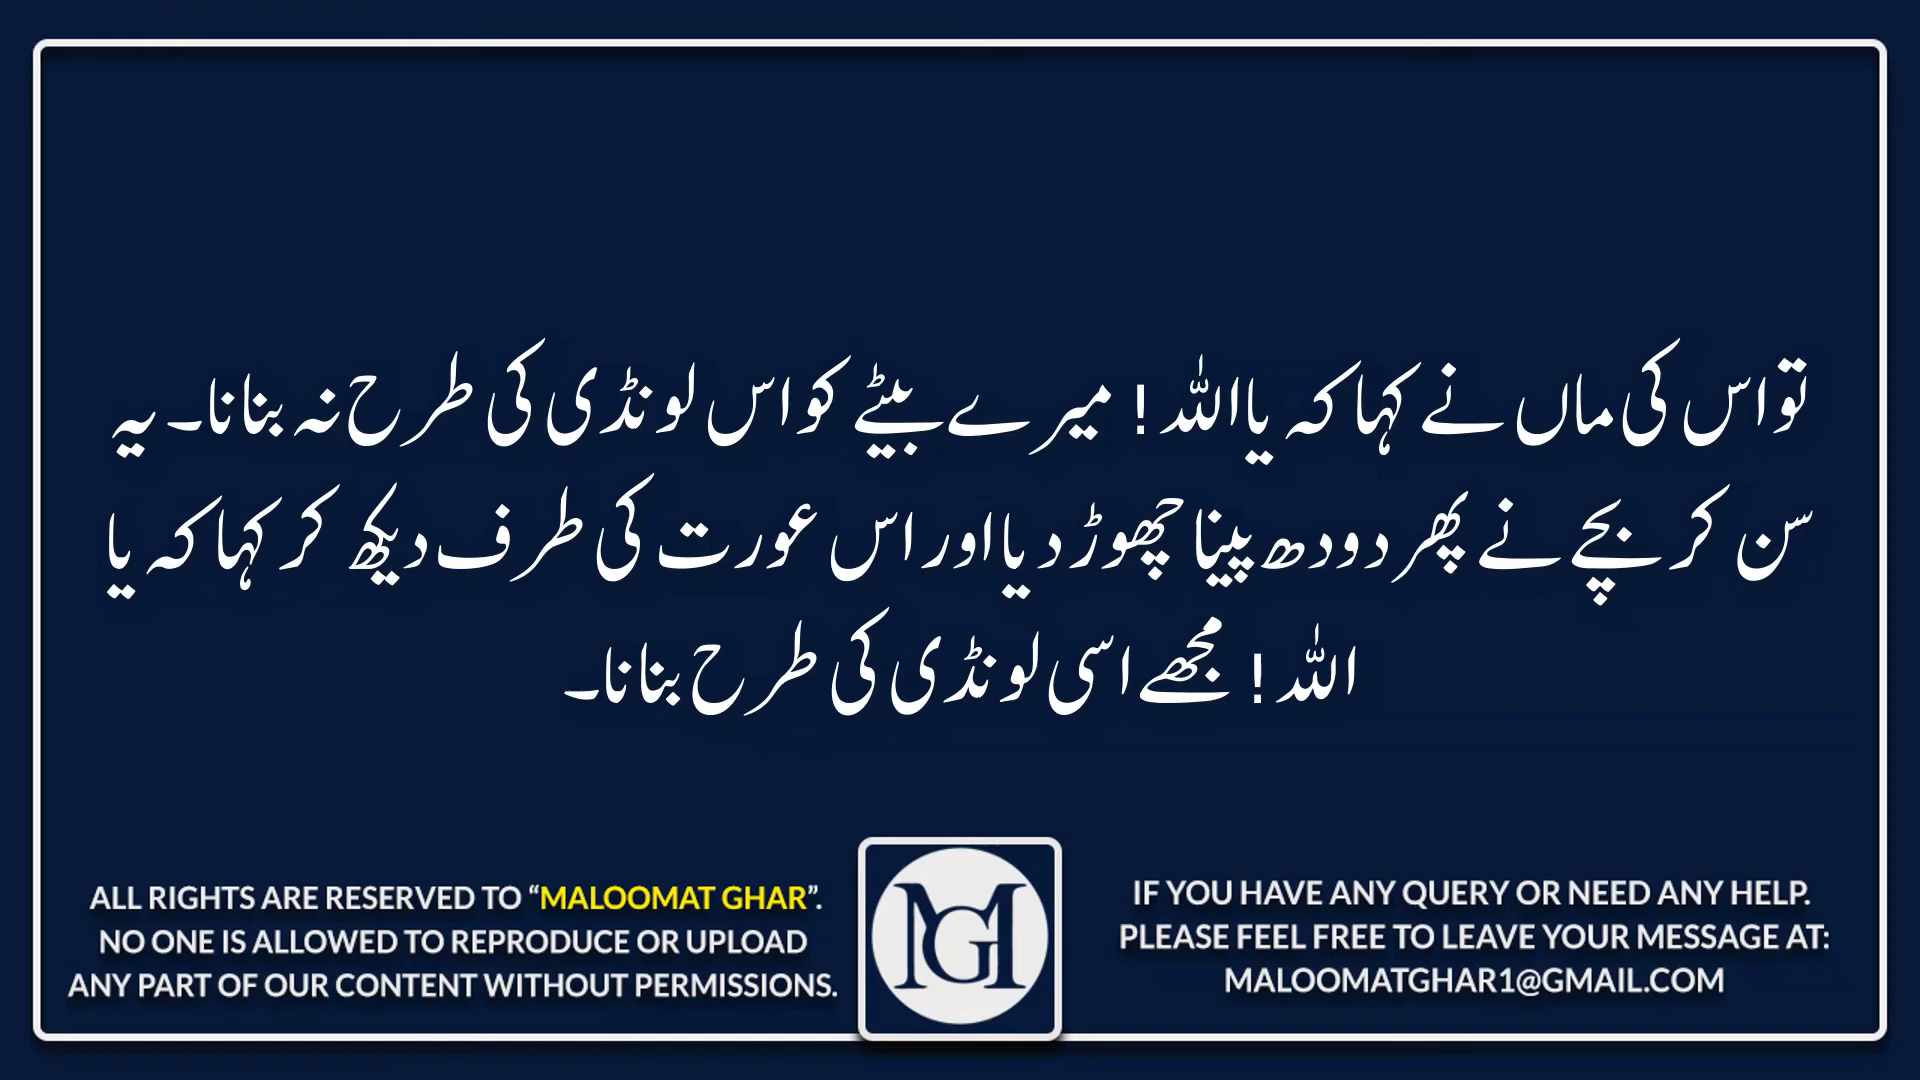 تو اس کی ماں نے کہا کہ یا اللہ ! میرے بیٹے کو اس لونڈی کی طرح نہ بنانا۔ یہ
سن کر بچے نے پھر دودھ پینا چھوڑ دیا اور اس عورت کی طرف دیکھ کر کہا کہ یا
اللہ ! مجھے اسی لونڈی کی طرح بنانا۔
ALL RIGHTS ARE RESERVED TO “MALOOMAT GHAR”.
NO ONE IS ALLOWED TO REPRODUCE OR UPLOAD
ANY PART OF OUR CONTENT WITHOUT PERMISSIONS.
MG
IF YOU HAVE ANY QUERY OR NEED ANY HELP.
PLEASE FEEL FREE TO LEAVE YOUR MESSAGE AT:
MALOOMATGHAR1@GMAIL.COM